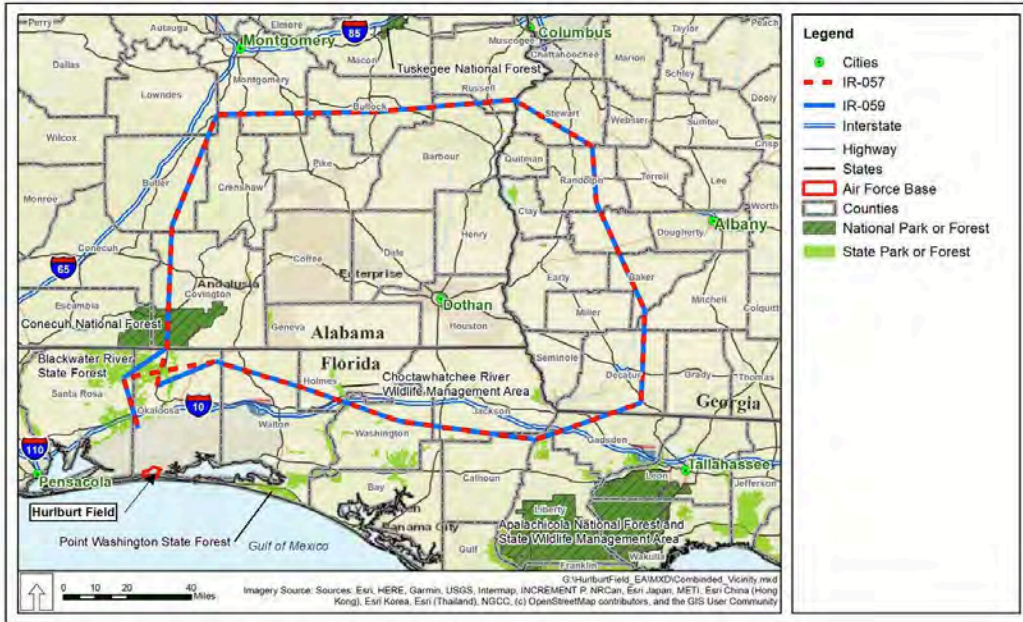 Perry
Autauga
Elmore
Montgomery
85
Macon
Tuskegee National Forest
Muscogee
Columbus
Chattahoochee
Marion
Taylor
Peach
Schley
Dooly
Dallas
Lowndes
Montgomery
Bullock
Russell
Stewart
Webster
Sumter
Crisp
Wilcox
Butler
Crenshaw
Pike
Barbour
Quitman
Randolph
Terrell
Lee
Worth
Monroe
Clay
Dougherty
Albany
Conecuh
65
Coffee
Dale
Henry
Early
Baker
Enterprise
Andalusia
Covington
Dothan
Houston
Miller
Mitchell
Colquitt
Escambia
Conecuh National Forest
Geneva
Alabama
Seminole
Decatur
Grady
Thomas
Blackwater River
State Forest
Florida
Holmes
Choctawhatchee River
Wildlife Management Area
Georgia
Santa Rosa
Okaloosa
10
Walton
Jackson
Washington
Gadsden
110
Pensacola
Tallahassee
Leon
Jefferson
Hurlburt Field
Bay
Calhoun
Liberty
Panama City
Apalachicola National Forest and
State Wildlife Management Area
Point Washington State Forest
Gulf of Mexico
Gulf
Wakulla
Franklin
0 10 20 40
Miles
G:\HurlburtField_EA\MXD\Combinded_Vicinity.mxd
Imagery Source: Sources: Esri, HERE, Garmin, USGS, Intermap, INCREMENT P, NRCan, Esri Japan, METI, Esri China (Hong
Kong), Esri Korea, Esri (Thailand), NGCC, (c) OpenStreetMap contributors, and the GIS User Community
Legend
Cities
IR-057
IR-059
Interstate
Highway
States
Air Force Base
Counties
National Park or Forest
State Park or Forest